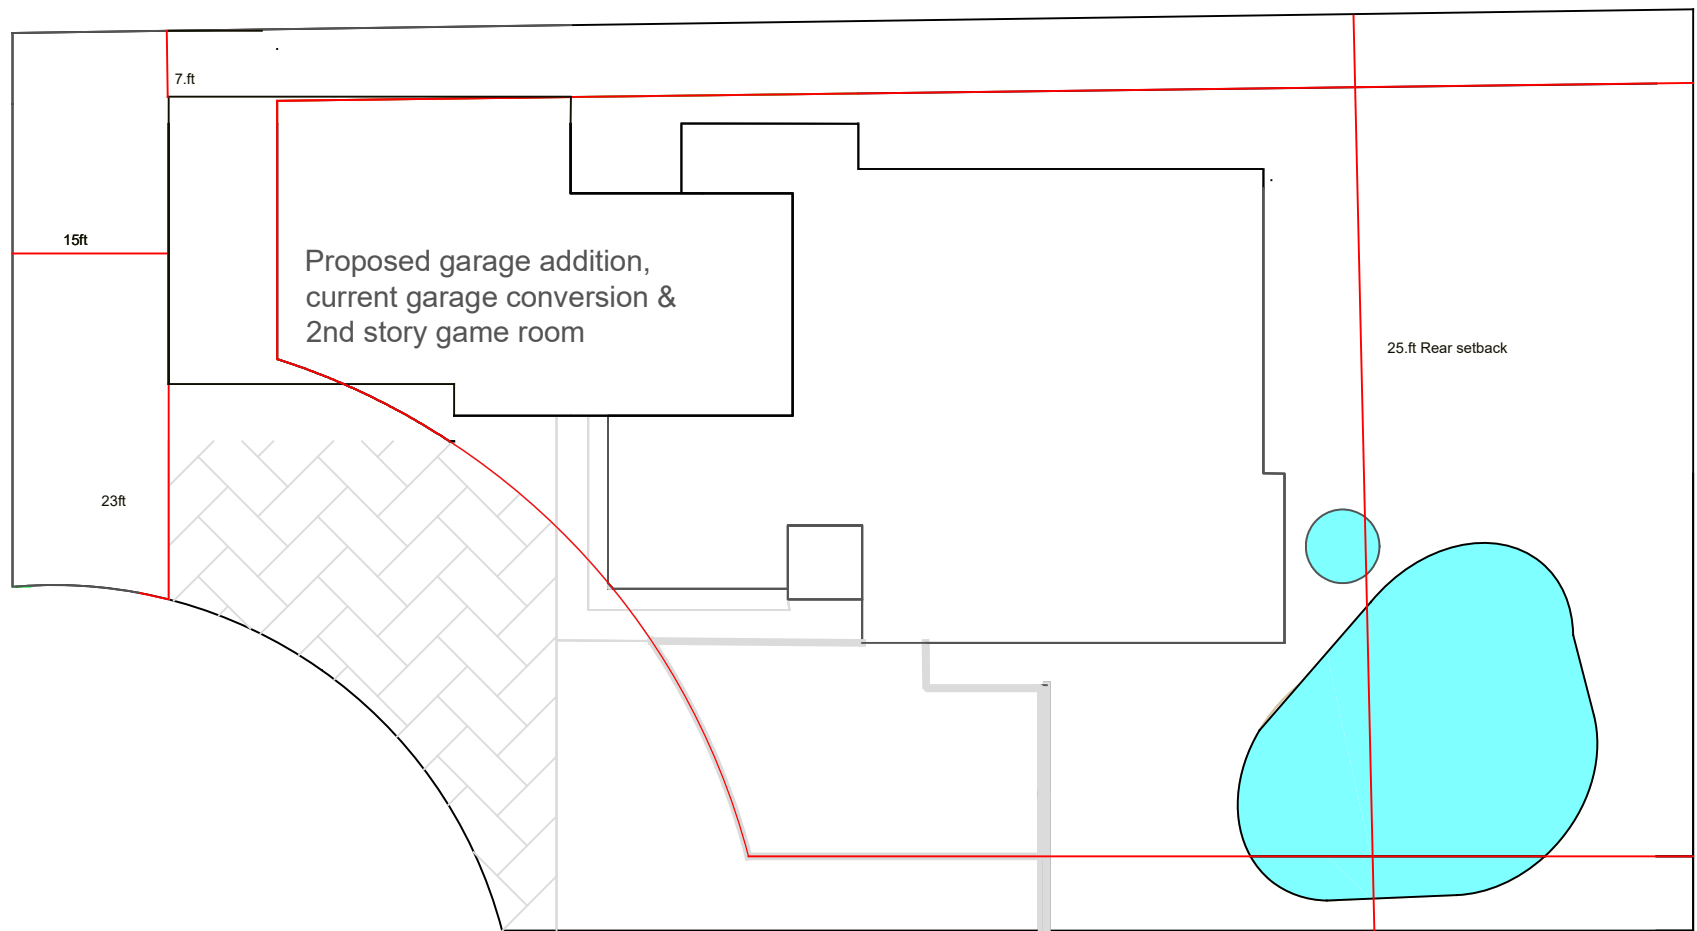 7.ft
15ft
Proposed garage addition,
current garage conversion &
2nd story game room
25.ft Rear setback
23ft